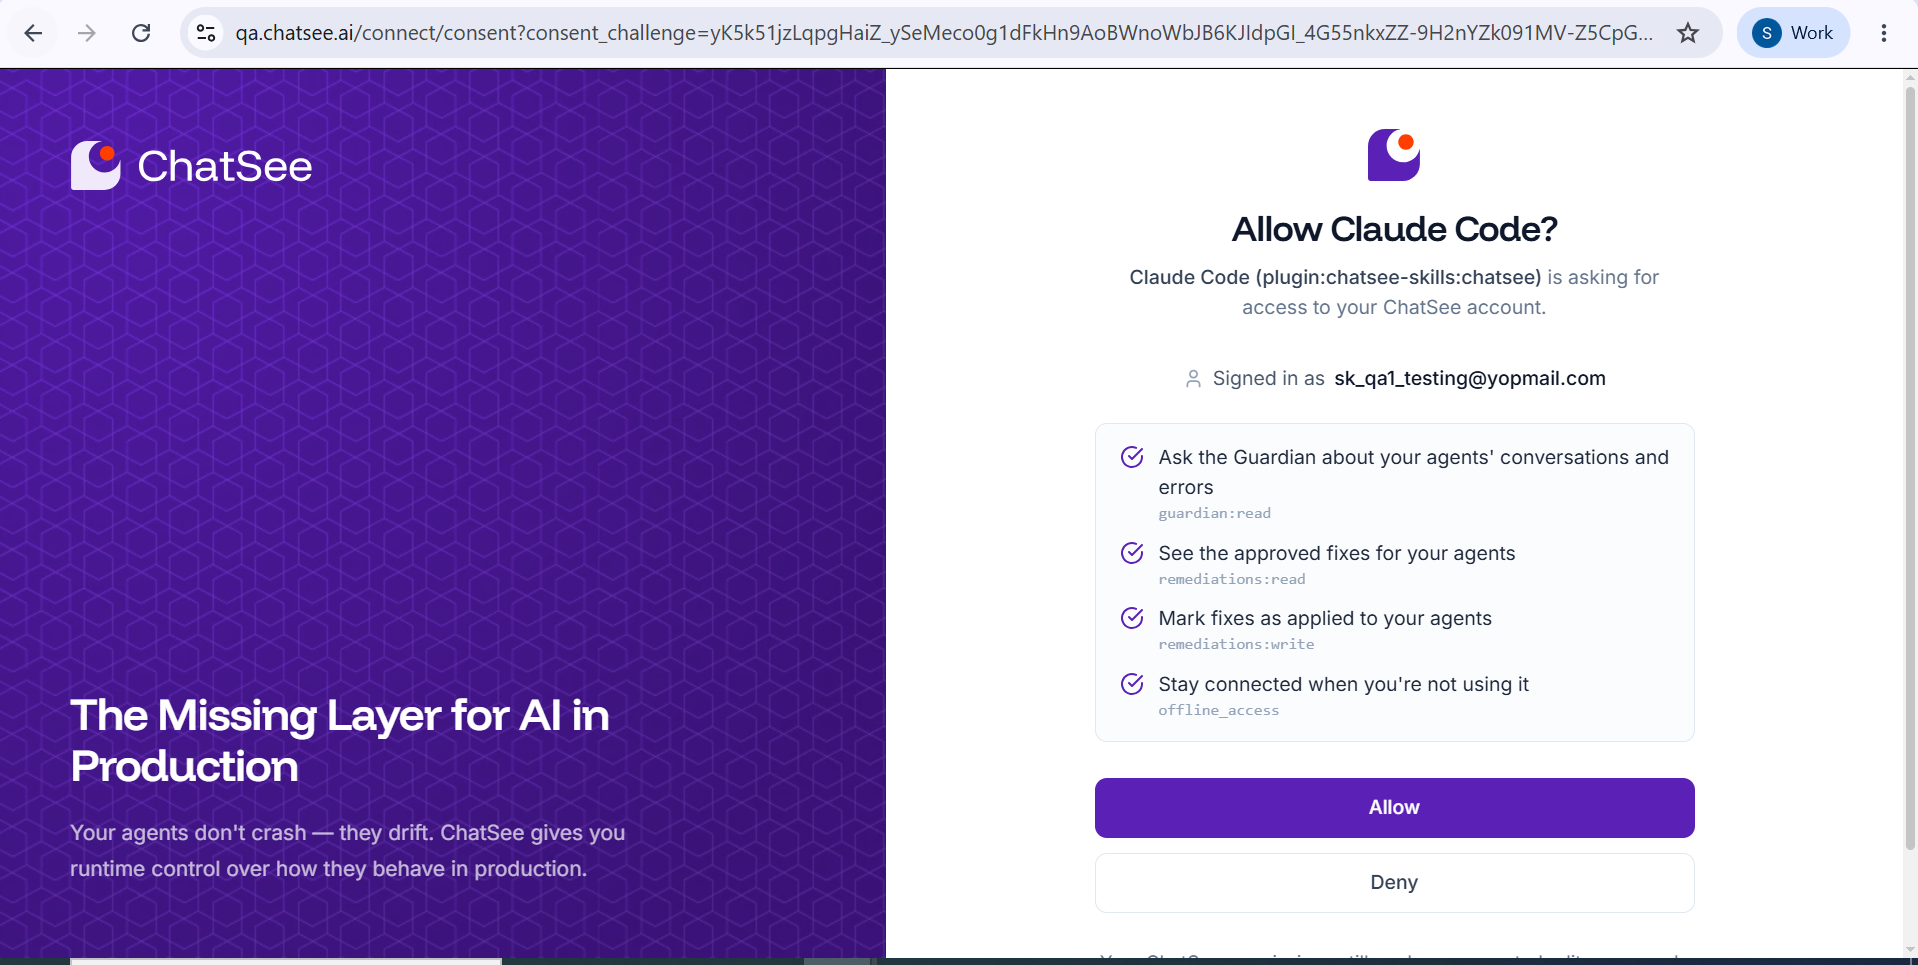 qa.chatsee.ai/connect/consent?consent_challenge=yK5k51jzLqpgHaiZ_ySeMeco0g1dFkHn9AoBWnoWbJB6KJIdpGI_4G55nkxZZ-9H2nYZk091MV-Z5CpG...
S Work
ChatSee
The Missing Layer for AI in
Production
Your agents don't crash — they drift. ChatSee gives you
runtime control over how they behave in production.
Allow Claude Code?
Claude Code (plugin:chatsee-skills:chatsee) is asking for
access to your ChatSee account.
Signed in as sk_qa1_testing@yopmail.com
Ask the Guardian about your agents' conversations and
errors
guardian:read
See the approved fixes for your agents
remediations:read
Mark fixes as applied to your agents
remediations:write
Stay connected when you're not using it
offline_access
Allow
Deny